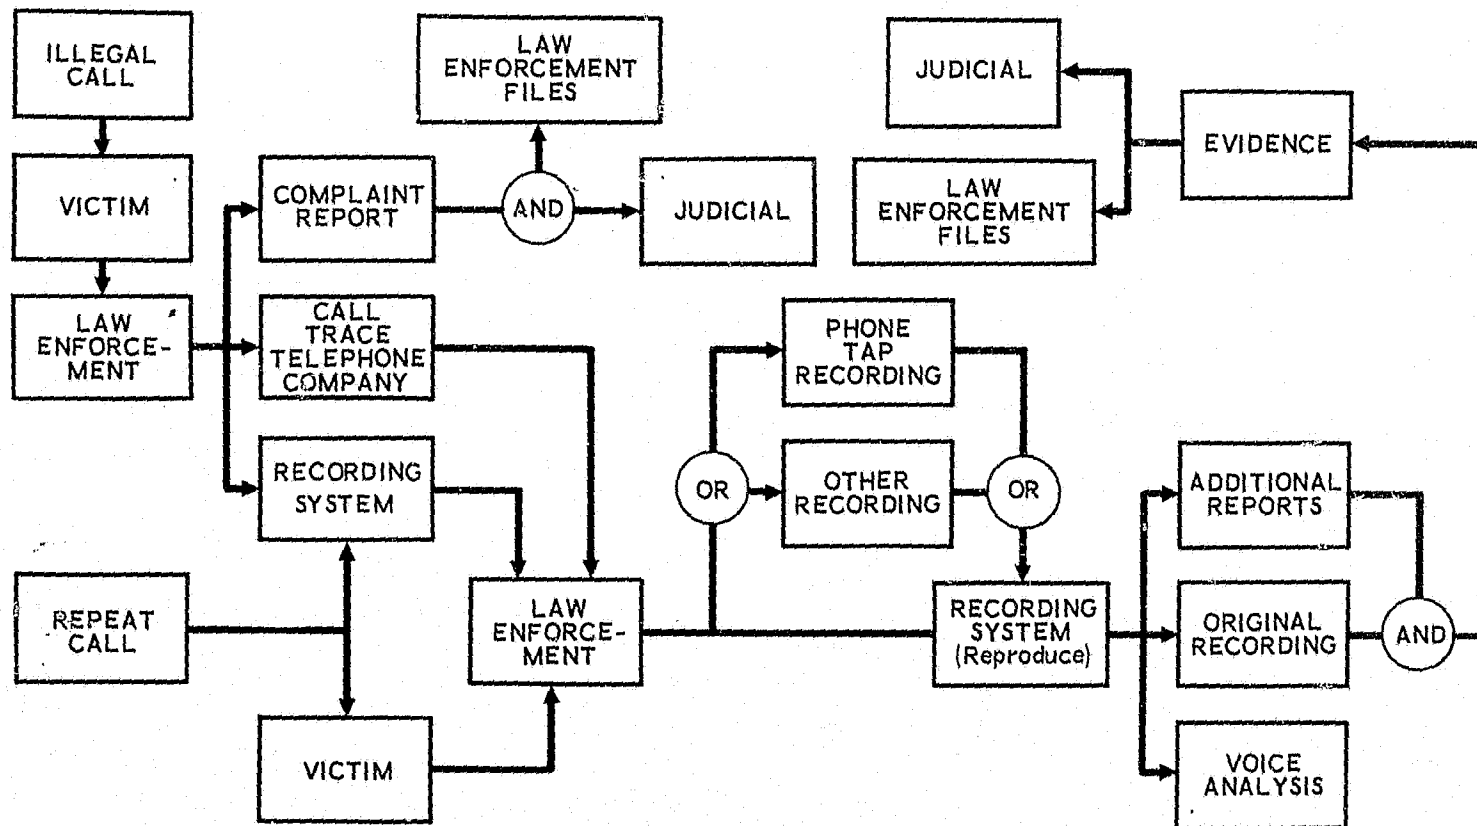 ILLEGAL
CALL
VICTIM
LAW
ENFORCE-
MENT
COMPLAINT
REPORT
AND
LAW
ENFORCEMENT
FILES
JUDICIAL
JUDICIAL
LAW
ENFORCEMENT
FILES
EVIDENCE
CALL
TRACE
TELEPHONE
COMPANY
RECORDING
SYSTEM
REPEAT
CALL
VICTIM
LAW
ENFORCE-
MENT
OR
PHONE
TAP
RECORDING
OTHER
RECORDING
OR
RECORDING
SYSTEM
(Reproduce)
ADDITIONAL
REPORTS
ORIGINAL
RECORDING
AND
VOICE
ANALYSIS